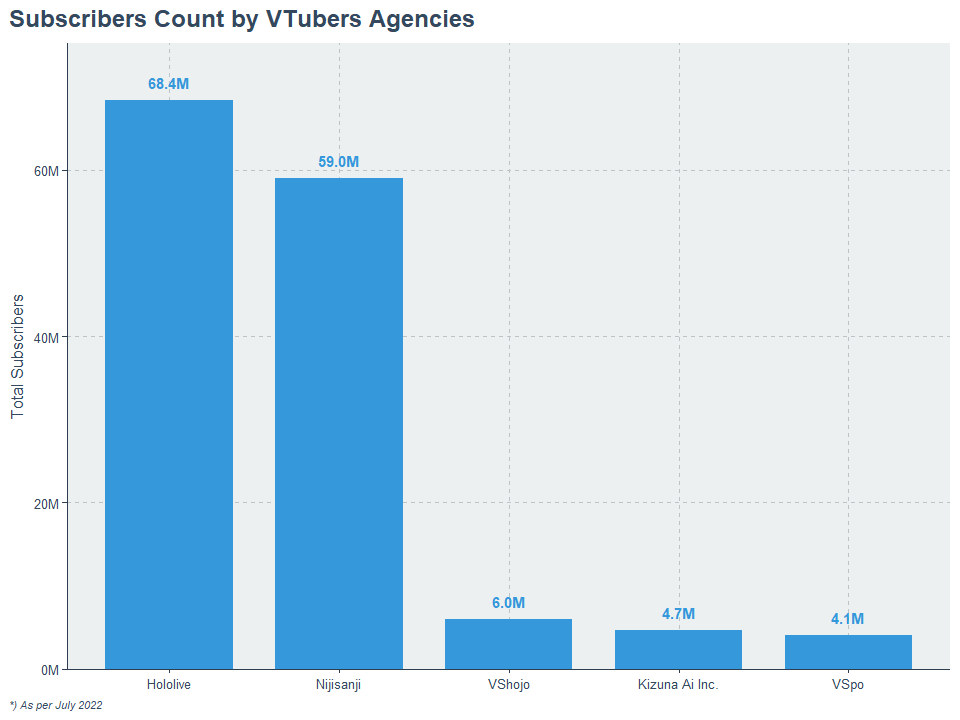 Subscribers Count by VTubers Agencies
Total Subscribers
60M
40M
20M
0M
68.4M
59.0M
6.0M
4.7M
4.1M
Hololive
Nijisanji
VShojo
Kizuna Ai Inc.
VSpo
*) As per July 2022